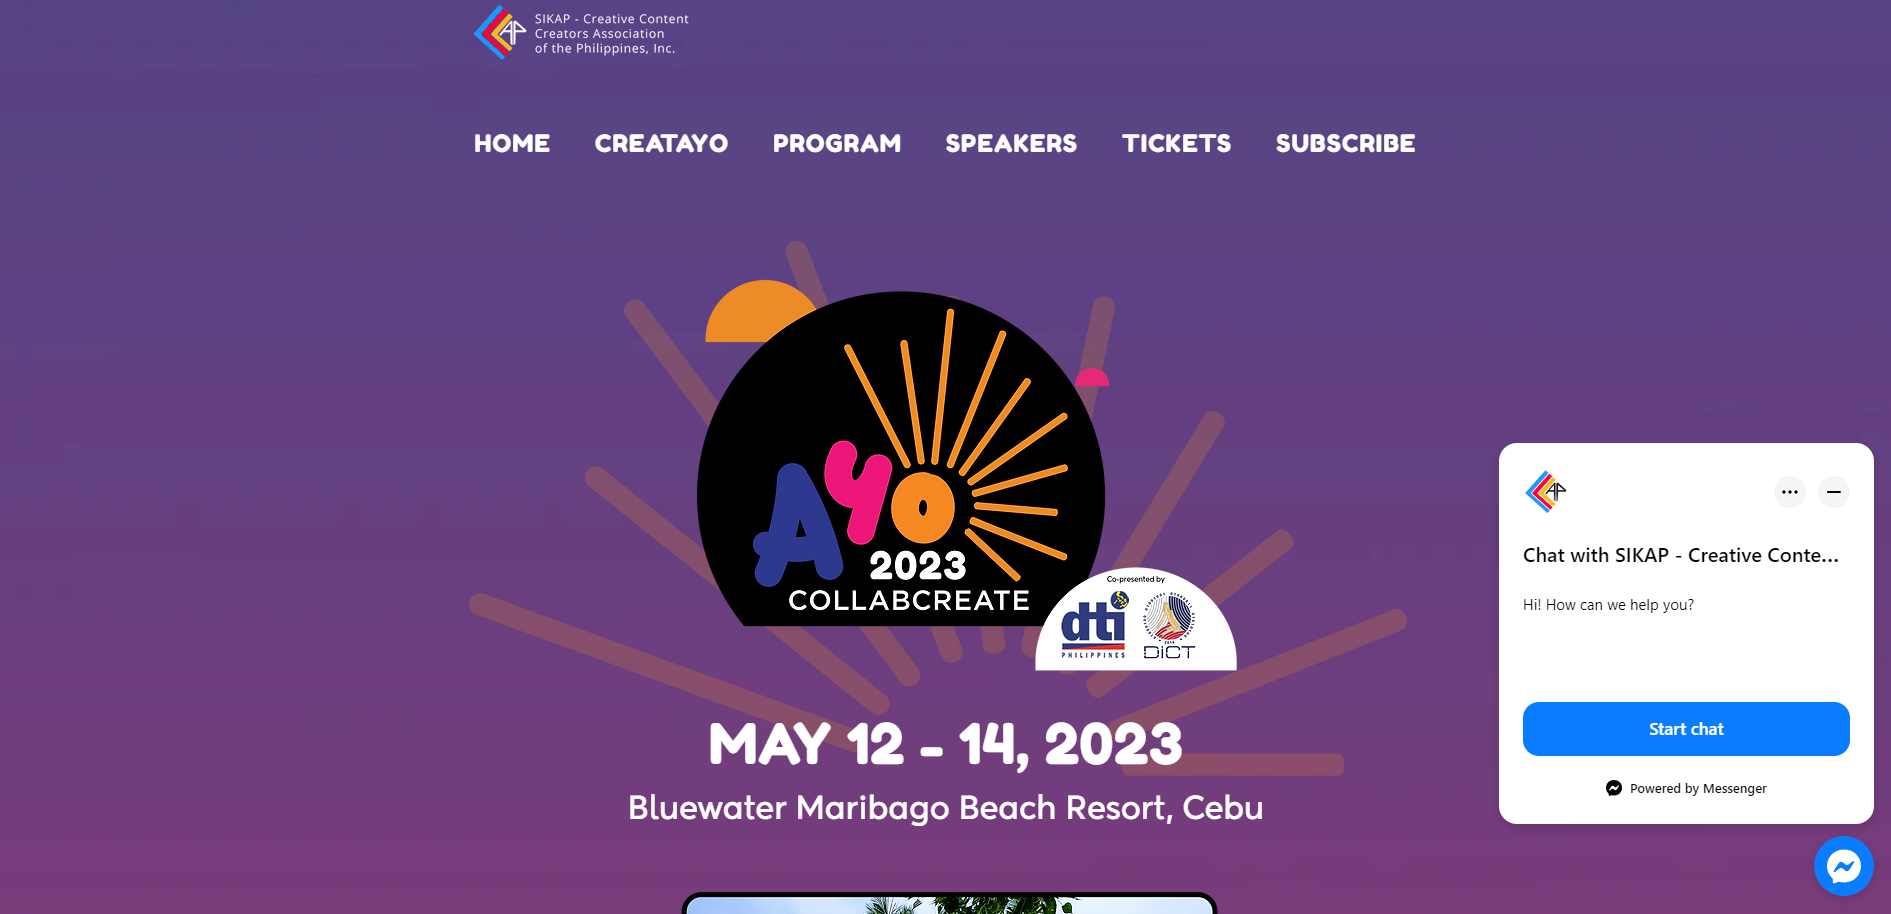 SIKAP - Creative Content
Creators Association
of the Philippines, Inc.
HOME CREATAYO PROGRAM SPEAKERS TICKETS SUBSCRIBE
AYO
2023
COLLABCREATE
Co-presented by
dti
PHILIPPINES
DICT
MAY 12 - 14, 2023
Bluewater Maribago Beach Resort, Cebu
Chat with SIKAP - Creative Conte...
Hi! How can we help you?
Start chat
Powered by Messenger